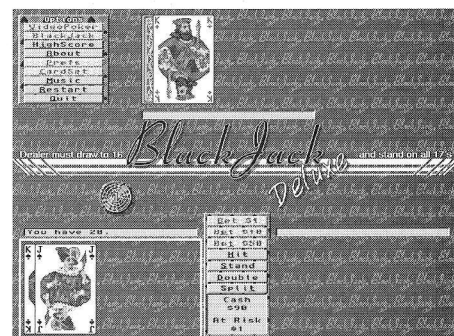 Options
VideoPoker
BlackJack
HighScore
About
Prefs
CardSet
Music
Restart
Quit
K
K
Dealer must draw to 16
BlackJack
and stand on all 17's
Deluxe
You have 20.
K J
J
Bet $1
Bet $10
Bet $50
Hit
Stand
Double
Split
Cash
$90
At Risk